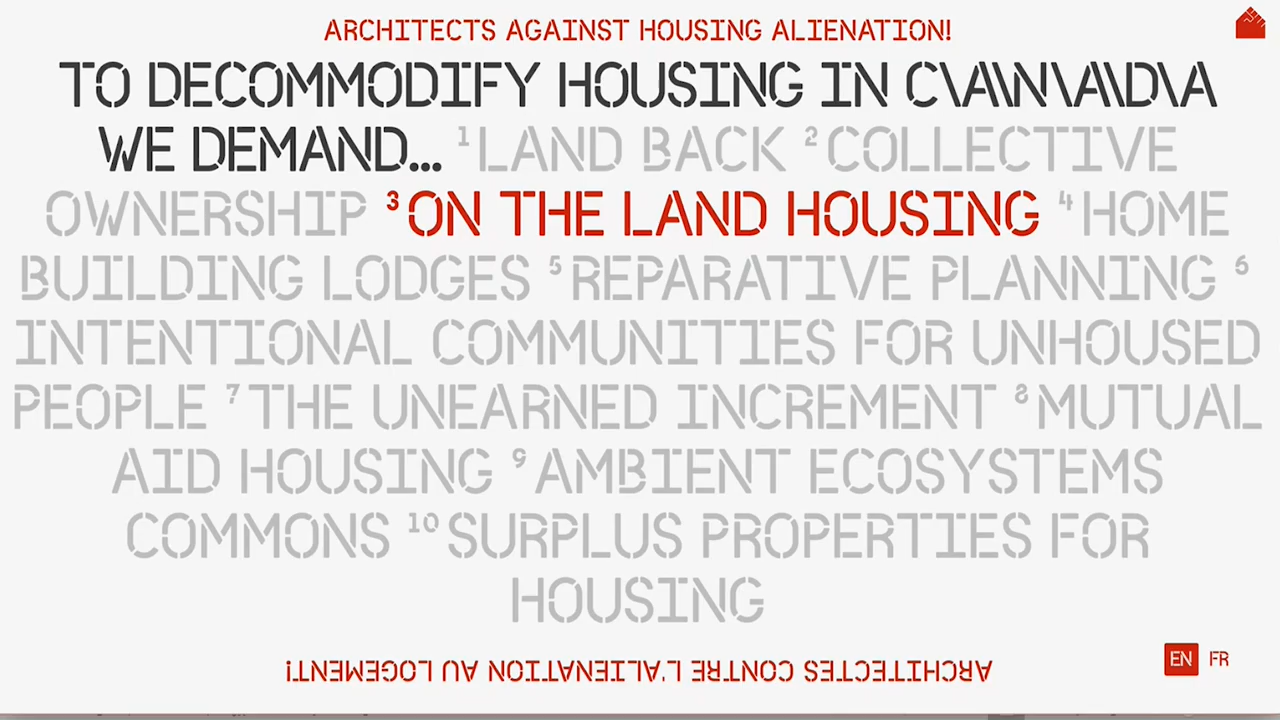 ARCHITECTS AGAINST HOUSING ALIENATION!
TO DECOMMODIFY HOUSING IN C\A\N\A\D\A
WE DEMAND... ¹LAND BACK ²COLLECTIVE
OWNERSHIP ³ON THE LAND HOUSING ⁴HOME
BUILDING LODGES ⁵REPARATIVE PLANNING ⁶
INTENTIONAL COMMUNITIES FOR UNHOUSED
PEOPLE ⁷THE UNEARNED INCREMENT ⁸MUTUAL
AID HOUSING ⁹AMBIENT ECOSYSTEMS
COMMONS ¹⁰SURPLUS PROPERTIES FOR
HOUSING
EN FR
ARCHITECTES CONTRE L'ALIENATION AU LOGEMENT!